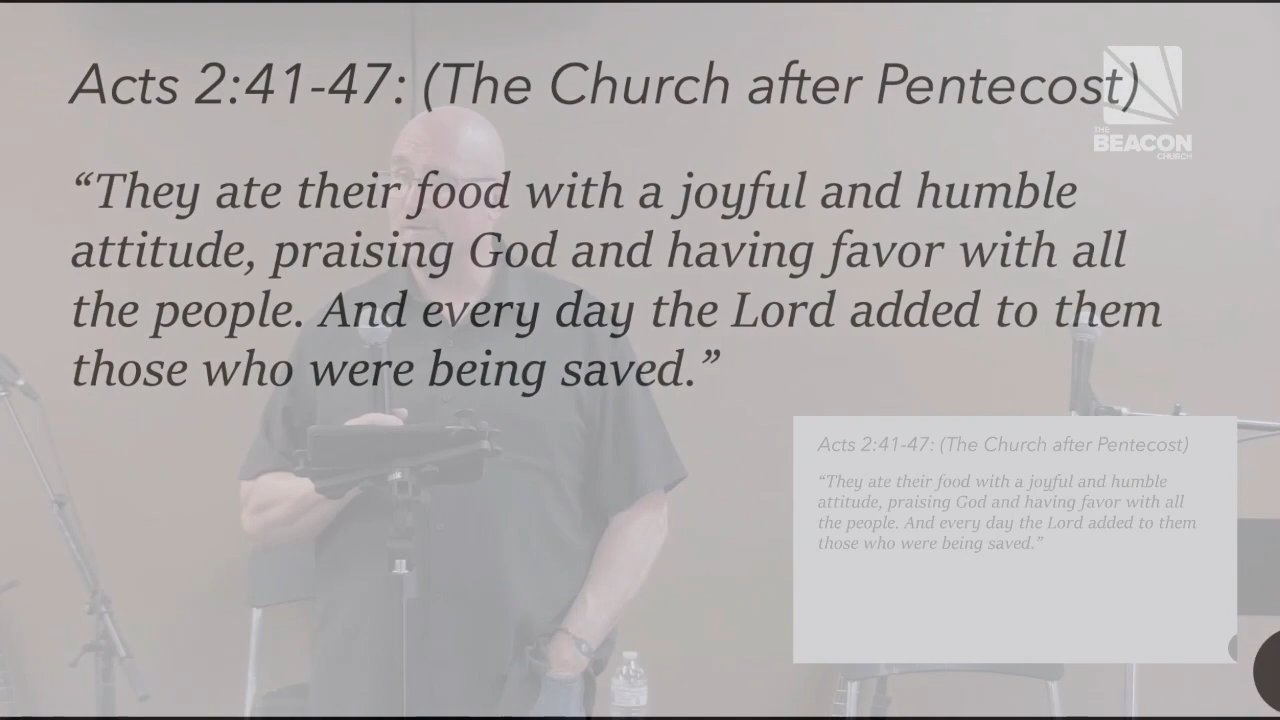 Acts 2:41-47: (The Church after Pentecost)
“They ate their food with a joyful and humble
attitude, praising God and having favor with all
the people. And every day the Lord added to them
those who were being saved.”
THE
BEACON
CHURCH
Acts 2:41-47: (The Church after Pentecost)
“They ate their food with a joyful and humble
attitude, praising God and having favor with all
the people. And every day the Lord added to them
those who were being saved.”